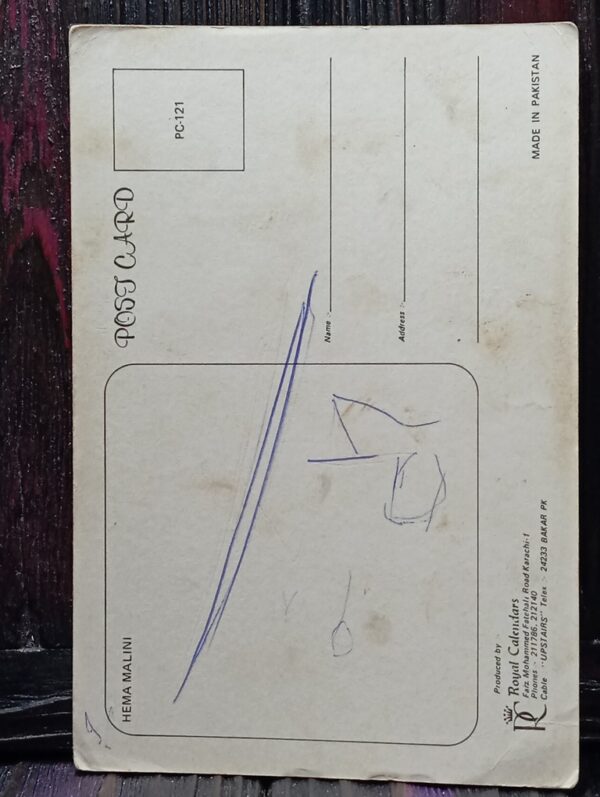 HEMA MALINI
POST CARD
PC-121
Name :-
Address :-
Produced by :-
Royal Calendars
Faiz Mohammed Fatehali Road Karachi-1
Phones :- 211786, 212140
Cable "UPSTAIRS" Telex :- 24233 BAKAR PK
MADE IN PAKISTAN